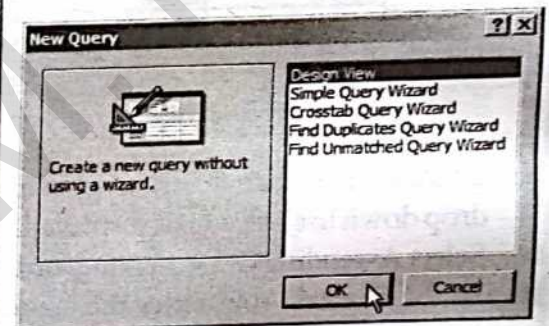 New Query
Design View
Simple Query Wizard
Crosstab Query Wizard
Find Duplicates Query Wizard
Find Unmatched Query Wizard
Create a new query without
using a wizard.
OK
Cancel